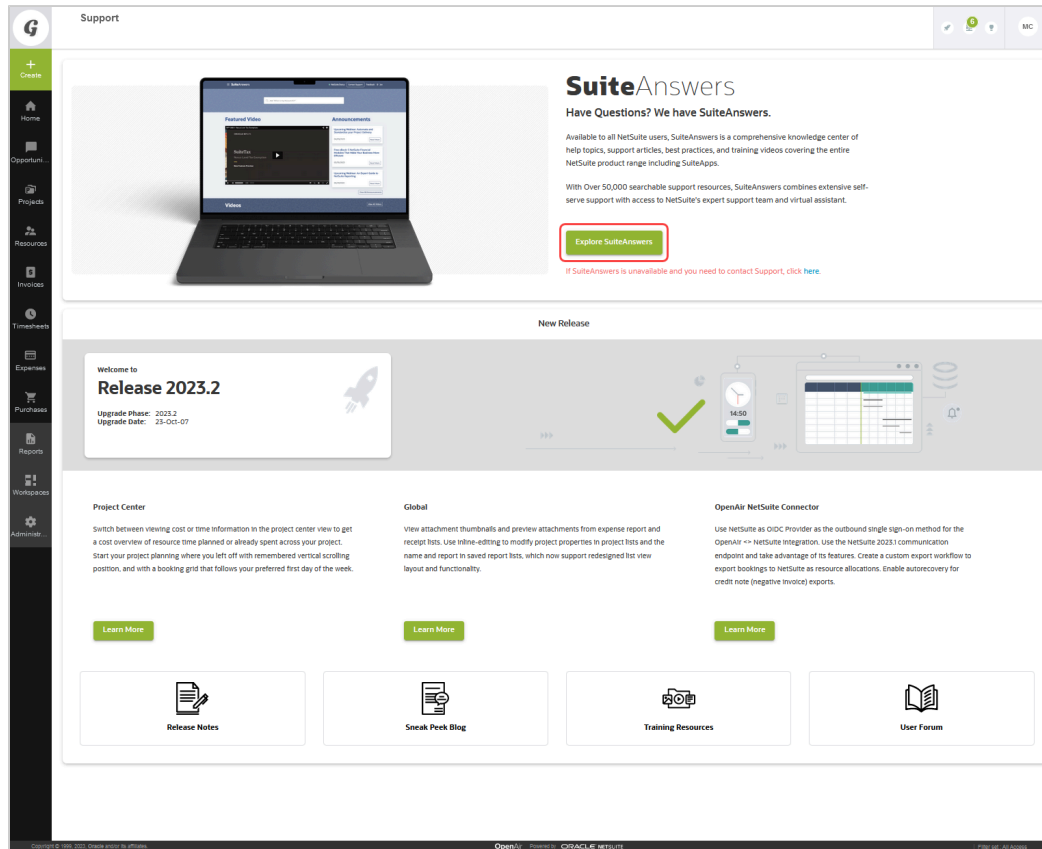 G
Support
6
MC
Create
Home
Opportuni...
Projects
Resources
Invoices
Timesheets
Expenses
Purchases
Reports
Workspaces
Administr...
Featured Video
Announcements
Videos
SuiteAnswers
Have Questions? We have SuiteAnswers.
Available to all NetSuite users, SuiteAnswers is a comprehensive knowledge center of
help topics, support articles, best practices, and training videos covering the entire
NetSuite product range including SuiteApps.
With Over 50,000 searchable support resources, SuiteAnswers combines extensive self-
serve support with access to NetSuite's expert support team and virtual assistant.
Explore SuiteAnswers
If SuiteAnswers is unavailable and you need to contact Support, click here.
New Release
Welcome to
Release 2023.2
Upgrade Phase: 2023.2
Upgrade Date: 23-Oct-07
14:50
Project Center
Switch between viewing cost or time information in the project center view to get
a cost overview of resource time planned or already spent across your project.
Start your project planning where you left off with remembered vertical scrolling
position, and with a booking grid that follows your preferred first day of the week.
Learn More
Global
View attachment thumbnails and preview attachments from expense report and
receipt lists. Use inline-editing to modify project properties in project lists and the
name and report in saved report lists, which now support redesigned list view
layout and functionality.
Learn More
OpenAir NetSuite Connector
Use NetSuite as OIDC Provider as the outbound single sign-on method for the
OpenAir <> NetSuite integration. Use the NetSuite 2023.1 communication
endpoint and take advantage of its features. Create a custom export workflow to
export bookings to NetSuite as resource allocations. Enable autorecovery for
credit note (negative invoice) exports.
Learn More
Release Notes
Sneak Peek Blog
Training Resources
User Forum
Copyright © 1999, 2023, Oracle and/or its affiliates.
OpenAir Powered by ORACLE NETSUITE
Filter set: All Access